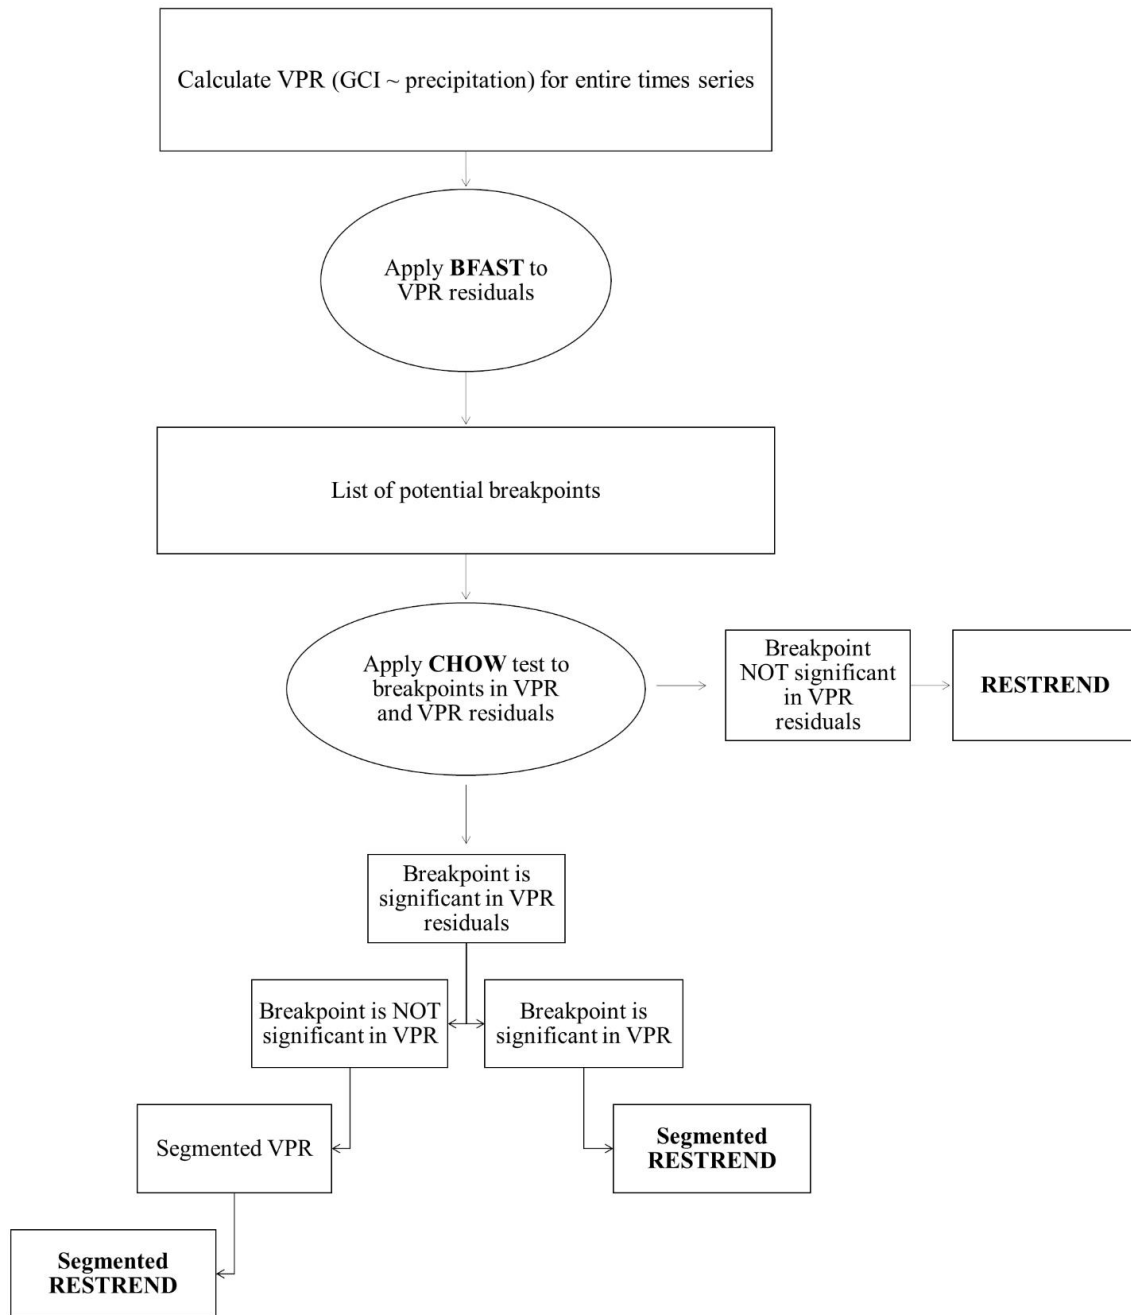 Calculate VPR (GCI ~ precipitation) for entire times series
Apply BFAST to
VPR residuals
List of potential breakpoints
Apply CHOW test to
breakpoints in VPR
and VPR residuals
Breakpoint
NOT significant
in VPR
residuals
RESTREND
Breakpoint is
significant in VPR
residuals
Breakpoint is NOT
significant in VPR
Breakpoint is
significant in VPR
Segmented VPR
Segmented
RESTREND
Segmented
RESTREND